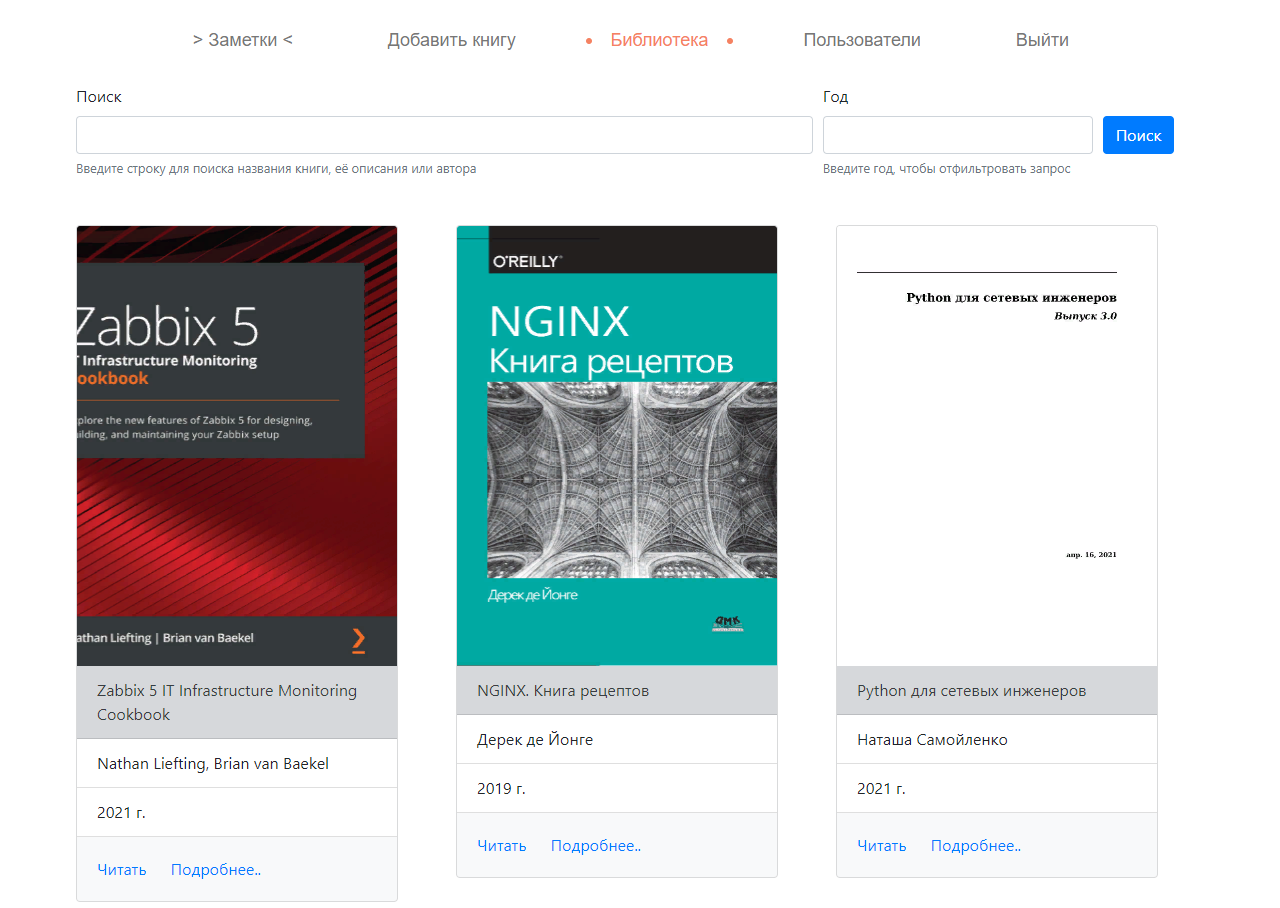 > Заметки < Добавить книгу • Библиотека • Пользователи Выйти
Поиск
Год
Поиск
Введите строку для поиска названия книги, её описания или автора
Введите год, чтобы отфильтровать запрос
Zabbix 5
Infrastructure Monitoring
ookbook
plore the new features of Zabbix 5 for designing,
ilding, and maintaining your Zabbix setup
athan Liefting | Brian van Baekel
Zabbix 5 IT Infrastructure Monitoring
Cookbook
Nathan Liefting, Brian van Baekel
2021 г.
Читать Подробнее..
O'REILLY®
NGINX
Книга рецептов
Дерек де Йонге
ДМК
NGINX. Книга рецептов
Дерек де Йонге
2019 г.
Читать Подробнее..
Python для сетевых инженеров
Выпуск 3.0
апр. 16, 2021
Python для сетевых инженеров
Наташа Самойленко
2021 г.
Читать Подробнее..